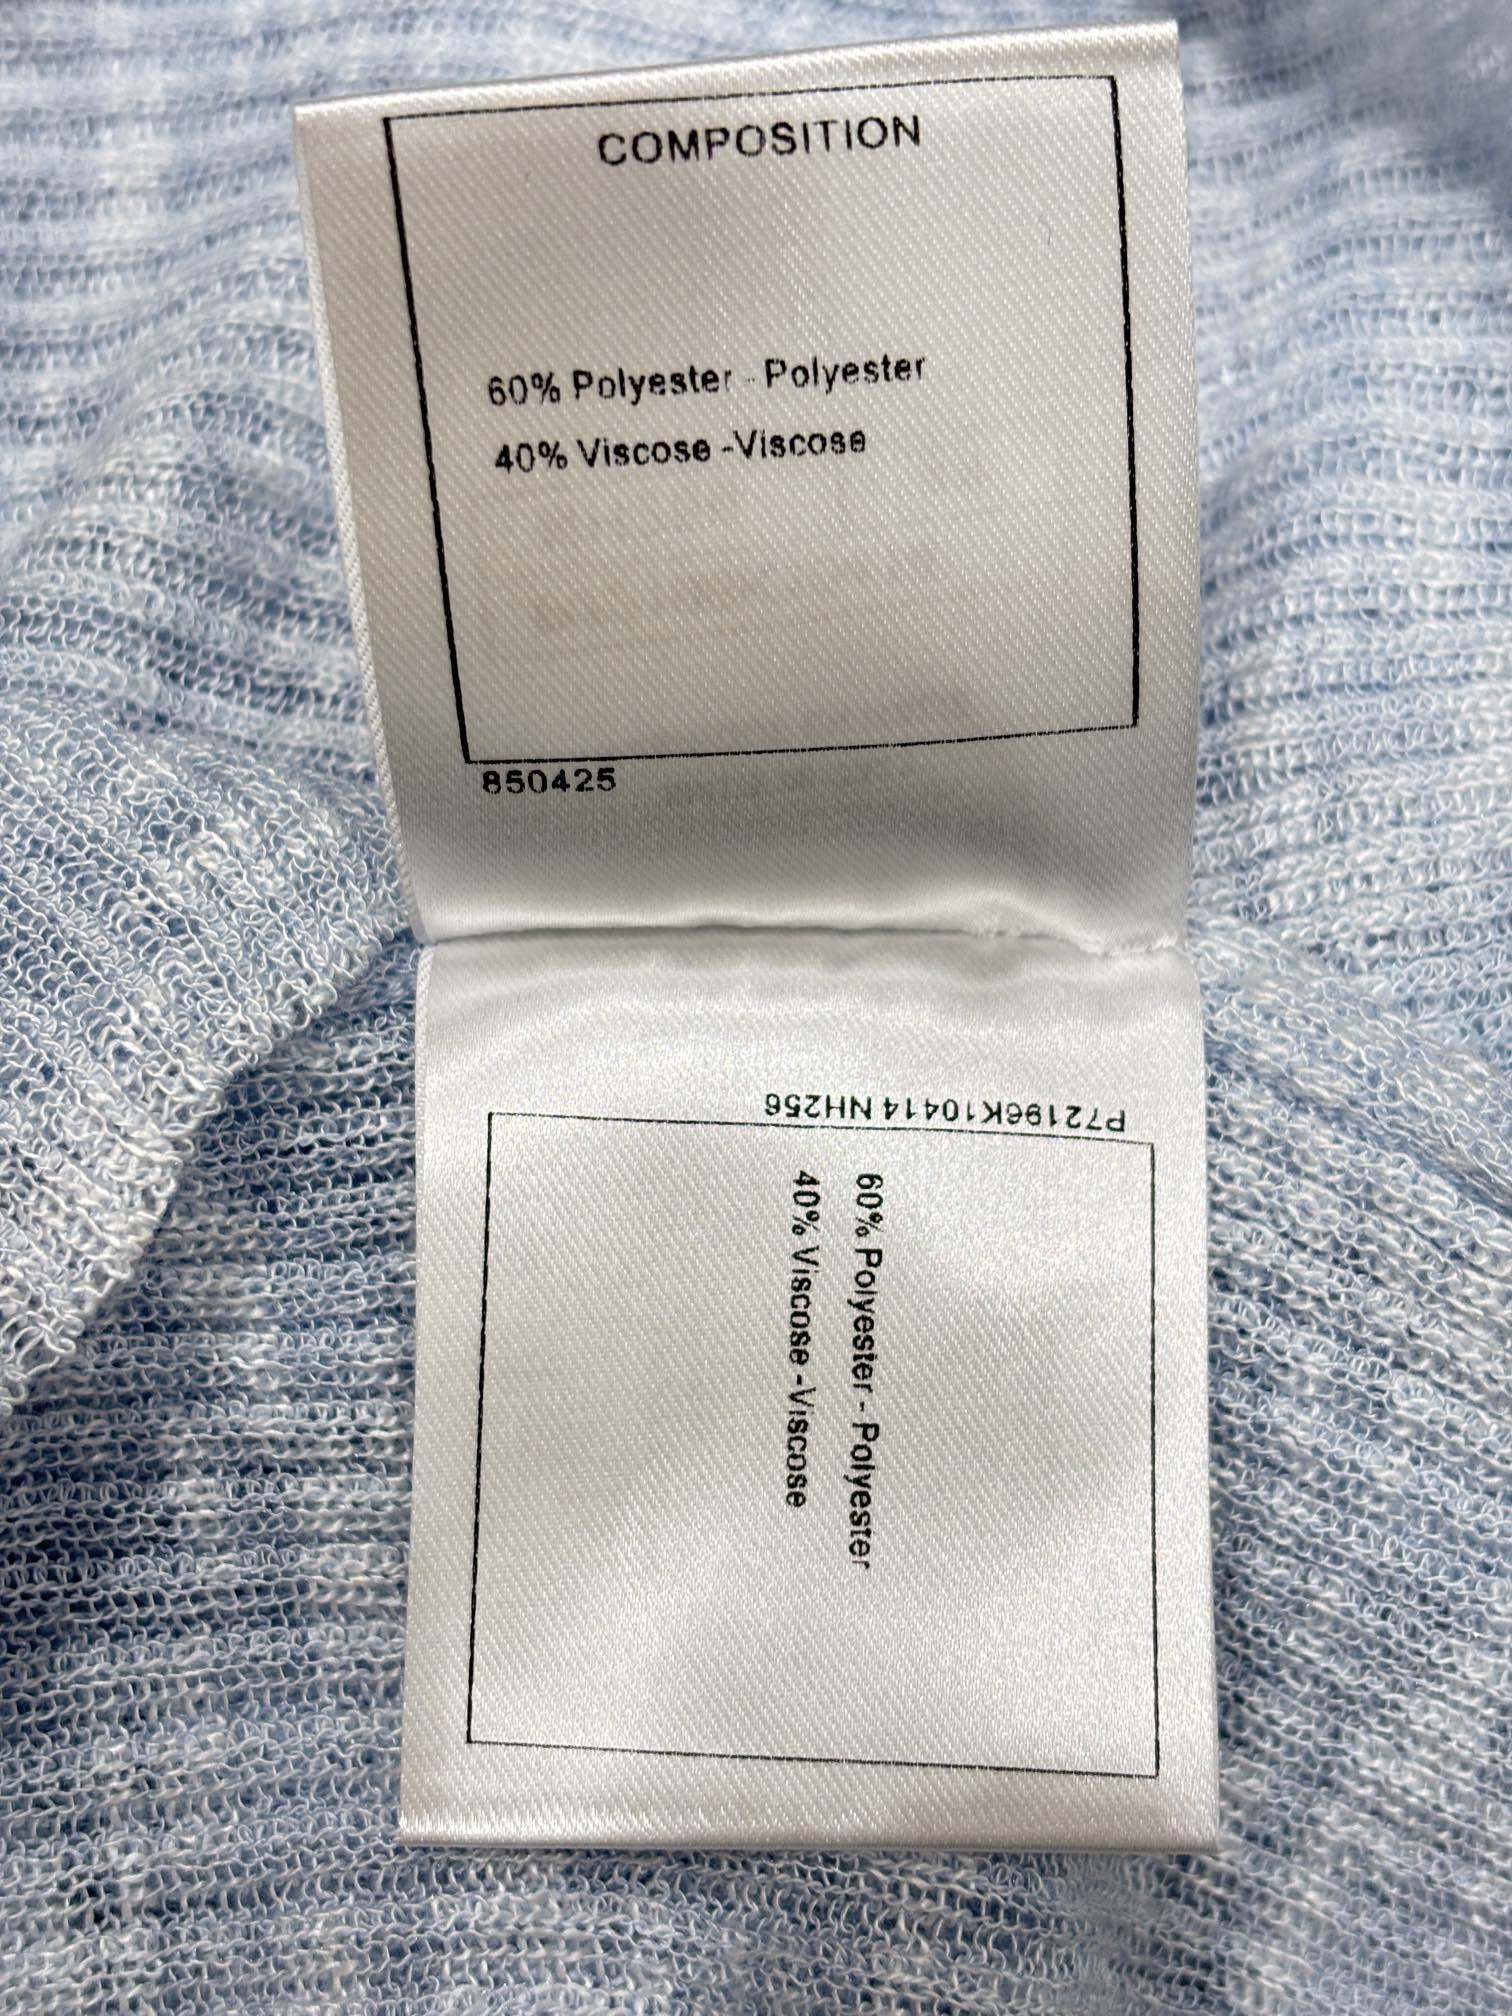 COMPOSITION
60% Polyester - Polyester
40% Viscose -Viscose
850425
P72196K10414 NH256
60% Polyester - Polyester
40% Viscose -Viscose